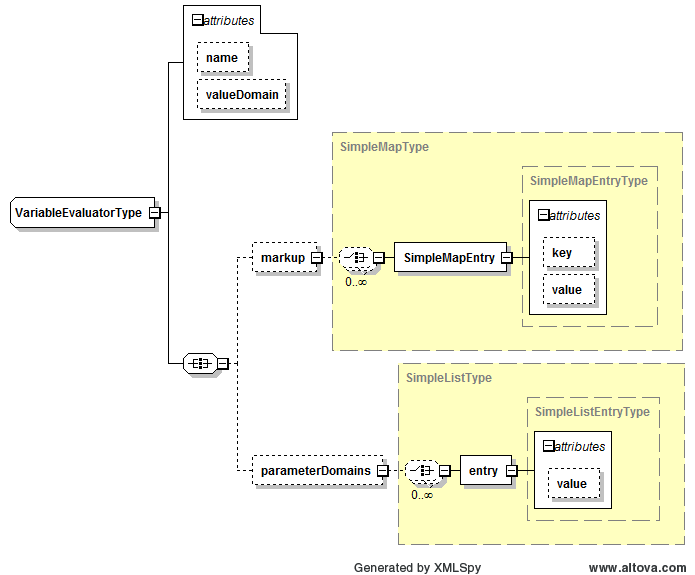 attributes
name
valueDomain
VariableEvaluatorType
SimpleMapType
SimpleMapEntryType
attributes
key
value
markup
SimpleMapEntry
0..∞
SimpleListType
SimpleListEntryType
attributes
value
parameterDomains
entry
0..∞
Generated by XMLSpy
www.altova.com